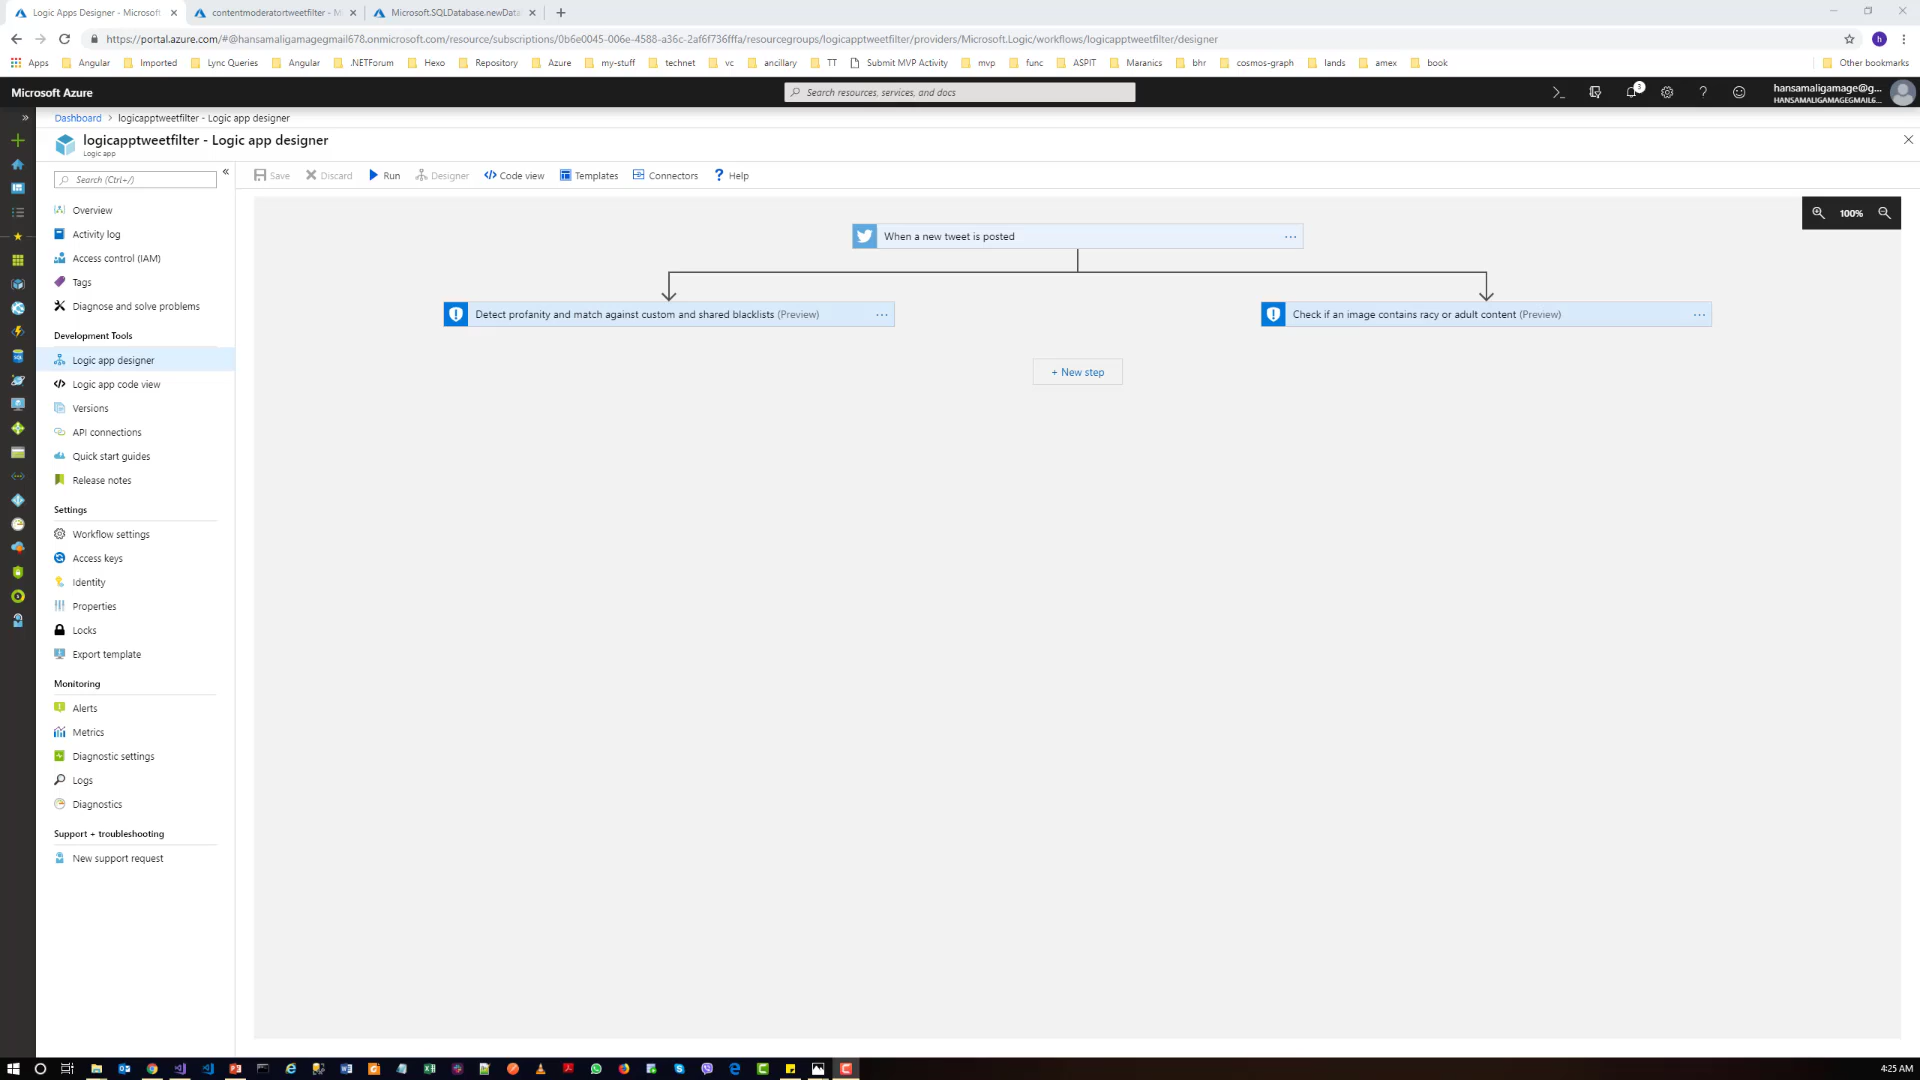 Logic Apps Designer - Microsoft
contentmoderatortweetfilter - M
Microsoft.SQLDatabase.newData
https://portal.azure.com/#@hansamaligamagegmail678.onmicrosoft.com/resource/subscriptions/0b6e0045-006e-4588-a36c-2af6f736fffa/resourcegroups/logicapptweetfilter/providers/Microsoft.Logic/workflows/logicapptweetfilter/designer
h
Apps Angular Imported Lync Queries Angular .NETForum Hexo Repository Azure my-stuff technet vc ancillary TT Submit MVP Activity mvp func ASPIT Maranics bhr cosmos-graph lands amex book Other bookmarks
Microsoft Azure
Search resources, services, and docs
3
hansamaligamage@g...
HANSAMALIGAMAGEGMAIL6...
Dashboard > logicapptweetfilter - Logic app designer
logicapptweetfilter - Logic app designer
Logic app
Search (Ctrl+/)
Save Discard Run Designer Code view Templates Connectors Help
Overview
Activity log
Access control (IAM)
Tags
Diagnose and solve problems
Development Tools
Logic app designer
Logic app code view
Versions
API connections
Quick start guides
Release notes
Settings
Workflow settings
Access keys
Identity
Properties
Locks
Export template
Monitoring
Alerts
Metrics
Diagnostic settings
Logs
Diagnostics
Support + troubleshooting
New support request
100%
When a new tweet is posted
Detect profanity and match against custom and shared blacklists (Preview)
Check if an image contains racy or adult content (Preview)
+ New step
4:25 AM